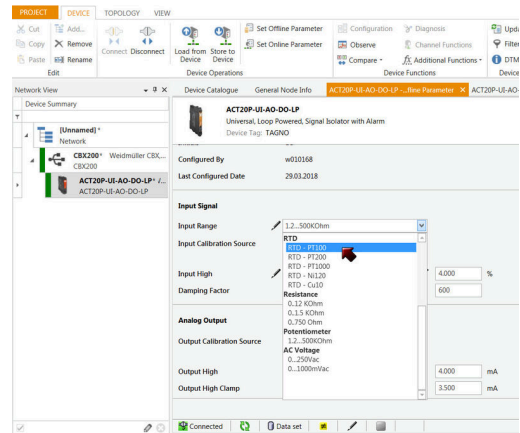 PROJECT DEVICE TOPOLOGY VIEW
Cut Add...
Copy Remove
Paste Rename
Connect Disconnect
Load from Device
Store to Device
Set Offline Parameter
Set Online Parameter
Configuration Diagnosis
Observe Channel Functions
Compare Additional Functions
Filter
DTM
Edit Device Operations Device Functions Device
Network View
Device Summary
[Unnamed]*
Network
CBX200* Weidmüller CBX,...
CBX200
ACT20P-UI-AO-DO-LP* /...
ACT20P-UI-AO-DO-LP
Device Catalogue General Node Info ACT20P-UI-AO-DO-LP -...fline Parameter ACT20P-UI-AO-
ACT20P-UI-AO-DO-LP
Universal, Loop Powered, Signal Isolator with Alarm
Device Tag: TAGNO
Configured By w010168
Last Configured Date 29.03.2018
Input Signal
Input Range 1.2...500KOhm
Input Calibration Source
RTD
RTD - PT100
RTD - PT200
RTD - PT1000
RTD - Ni120
RTD - Cu10
Resistance
0..12 KOhm
0..1.5 KOhm
0..750 Ohm
Potentiometer
1.2...500KOhm
AC Voltage
0...250Vac
0...1000mVac
Input High 4.000 %
Damping Factor 600
Analog Output
Output Calibration Source
Output High 4.000 mA
Output High Clamp 3.500 mA
Connected Data set